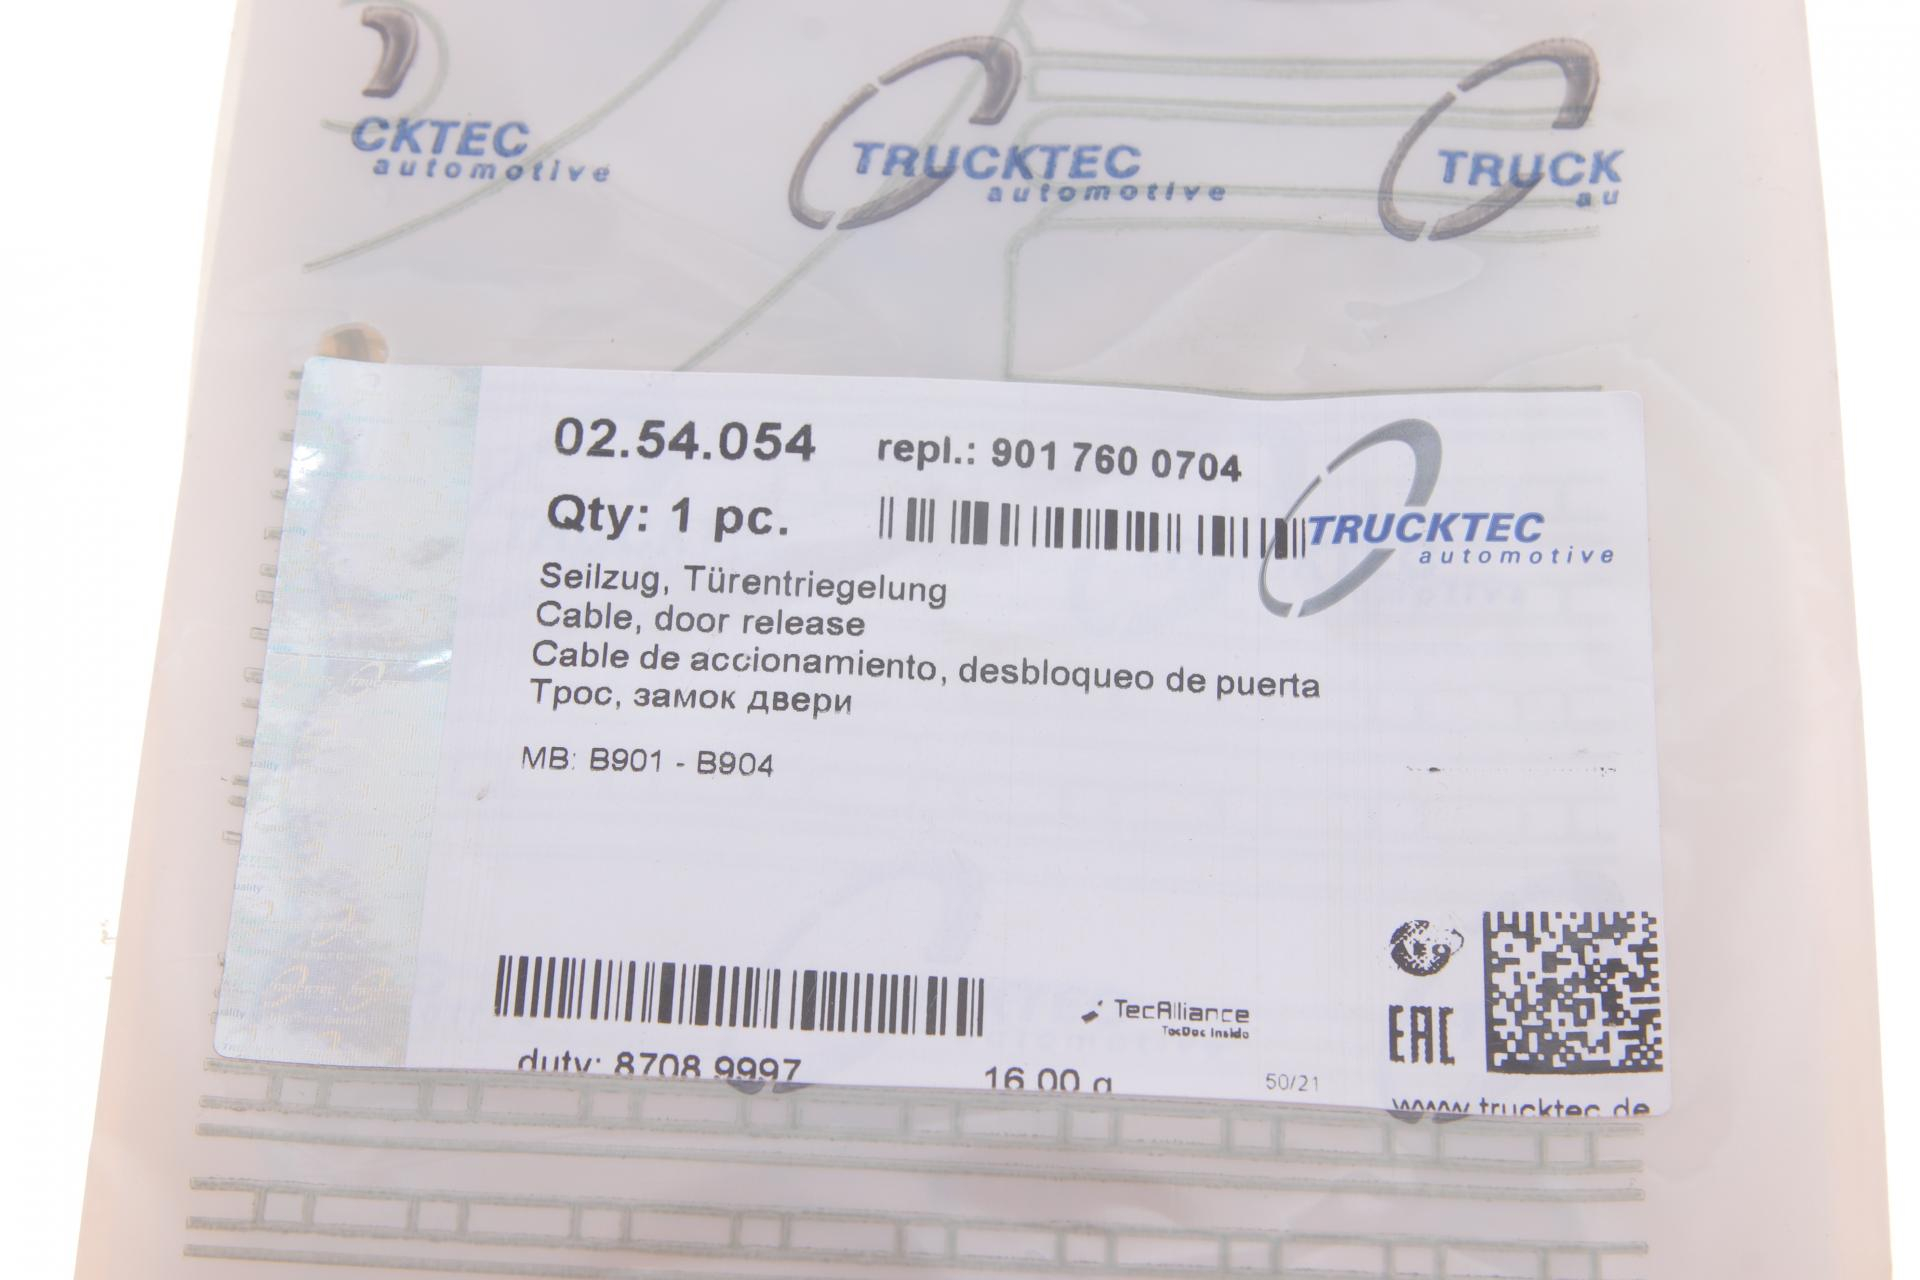 CKTEC
automotive
TRUCKTEC
automotive
TRUCK
au
02.54.054
repl.: 901 760 0704
Qty: 1 pc.
TRUCKTEC
automotive
Seilzug, Türentriegelung
Cable, door release
Cable de accionamiento, desbloqueo de puerta
Трос, замок двери
MB: B901 - B904
TecAlliance
TecDoc Inside
EAC
duty: 8708 9997
16.00 g
50/21
www.trucktec.de